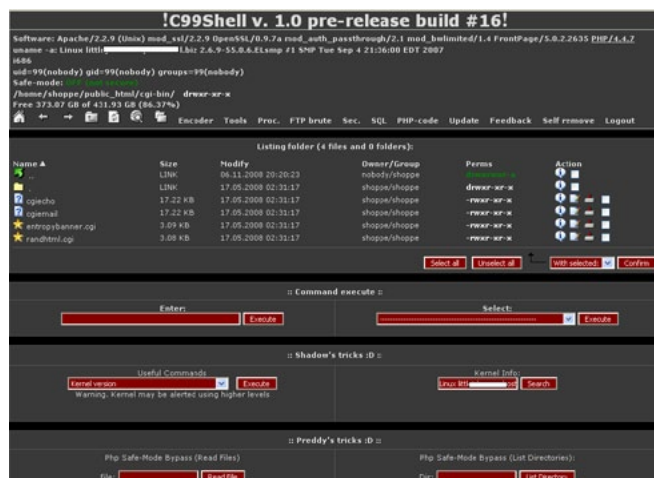 !C99Shell v. 1.0 pre-release build #16!
Software: Apache/2.2.9 (Unix) mod_ssl/2.2.9 OpenSSL/0.9.7a mod_auth_passthrough/2.1 mod_bwlimited/1.4 FrontPage/5.0.2.2635 PHP/4.4.7
uname -a: Linux little l.biz 2.6.9-55.0.6.ELsmp #1 SMP Tue Sep 4 21:36:00 EDT 2007
i686
uid=99(nobody) gid=99(nobody) groups=99(nobody)
Safe-mode: OFF (not secure)
/home/shoppe/public_html/cgi-bin/ drwxr-xr-x
Free 373.07 GB of 431.93 GB (86.37%)
Encoder Tools Proc. FTP brute Sec. SQL PHP-code Update Feedback Self remove Logout
Listing folder (4 files and 0 folders):
Name Size Modify Owner/Group Perms Action
.. LINK 06.11.2008 20:20:23 nobody/shoppe
. LINK 17.05.2008 02:31:17 shoppe/shoppe drwxr-xr-x
cgiecho 17.22 KB 17.05.2008 02:31:17 shoppe/shoppe -rwxr-xr-x
cgiemail 17.22 KB 17.05.2008 02:31:17 shoppe/shoppe -rwxr-xr-x
entropybanner.cgi 3.09 KB 17.05.2008 02:31:17 shoppe/shoppe -rwxr-xr-x
randhtml.cgi 3.08 KB 17.05.2008 02:31:17 shoppe/shoppe -rwxr-xr-x
Select all Unselect all With selected: Confirm
:: Command execute ::
Enter: Select:
Execute Execute
:: Shadow's tricks :D ::
Useful Commands Kernel Info:
Kernel version Execute Linux littl host Search
Warning. Kernel may be alerted using higher levels
:: Preddy's tricks :D ::
Php Safe-Mode Bypass (Read Files) Php Safe-Mode Bypass (List Directories):
File: Read File Dir: List Directory